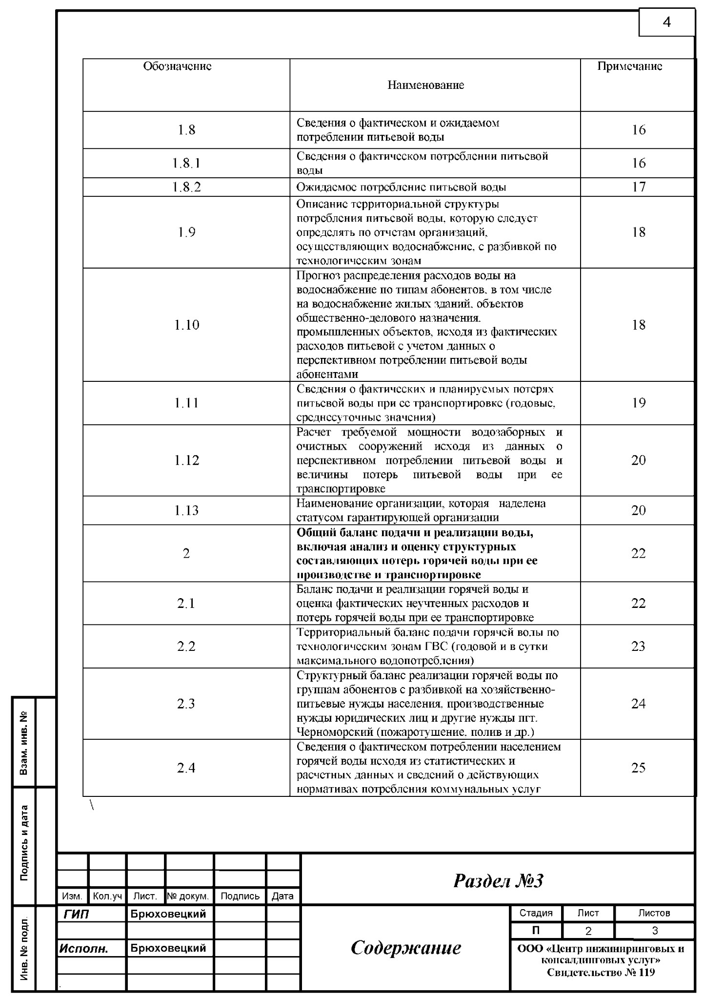 4
Обозначение
Наименование
Примечание
1.8
Сведения о фактическом и ожидаемом
потреблении питьевой воды
16
1.8.1
Сведения о фактическом потреблении питьевой
воды
16
1.8.2
Ожидаемое потребление питьевой воды
17
1.9
Описание территориальной структуры
потребления питьевой воды, которую следует
определять по отчетам организаций,
осуществляющих водоснабжение, с разбивкой по
технологическим зонам
18
1.10
Прогноз распределения расходов воды на
водоснабжение по типам абонентов, в том числе
на водоснабжение жилых зданий, объектов
общественно-делового назначения,
промышленных объектов, исходя из фактических
расходов питьевой с учетом данных о
перспективном потреблении питьевой воды
абонентами
18
1.11
Сведения о фактических и планируемых потерях
питьевой воды при ее транспортировке (годовые,
среднесуточные значения)
19
1.12
Расчет требуемой мощности водозаборных и
очистных сооружений исходя из данных о
перспективном потреблении питьевой воды и
величины потерь питьевой воды при ее
транспортировке
20
1.13
Наименование организации, которая наделена
статусом гарантирующей организации
20
2
Общий баланс подачи и реализации воды,
включая анализ и оценку структурных
составляющих потерь горячей воды при ее
производстве и транспортировке
22
2.1
Баланс подачи и реализации горячей воды и
оценка фактических неучтенных расходов и
потерь горячей воды при ее транспортировке
22
2.2
Территориальный баланс подачи горячей воды по
технологическим зонам ГВС (годовой и в сутки
максимального водопотребления)
23
2.3
Структурный баланс реализации горячей воды по
группам абонентов с разбивкой на хозяйственно-
питьевые нужды населения, производственные
нужды юридических лиц и другие нужды пгт.
Черноморский (пожаротушение, полив и др.)
24
2.4
Сведения о фактическом потреблении населением
горячей воды исходя из статистических и
расчетных данных и сведений о действующих
нормативах потребления коммунальных услуг
25
\
Взам. инв. №
Подпись и дата
Инв. № подл.
Раздел №3
Изм. Кол.уч Лист. № докум. Подпись Дата
ГИП Брюховецкий
Исполн. Брюховецкий
Содержание
Стадия Лист Листов
П 2 3
ООО «Центр инжиниринговых и
консалдинговых услуг»
Свидетельство № 119